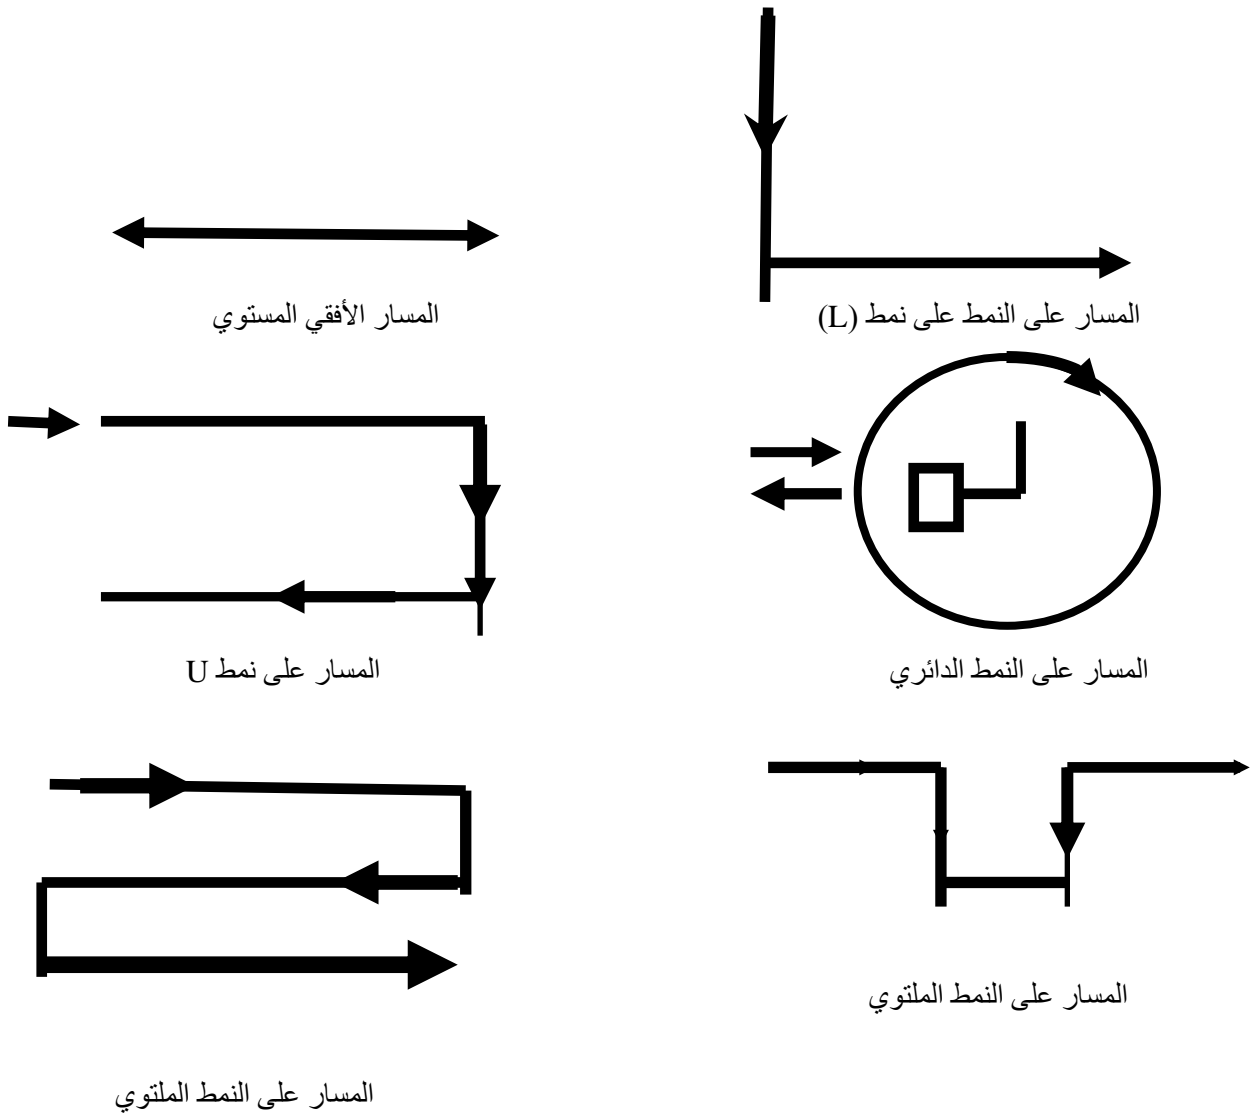 المسار على النمط على نمط (L)
المسار الأفقي المستوي
المسار على النمط الدائري
المسار على نمط U
المسار على النمط الملتوي
المسار على النمط الملتوي